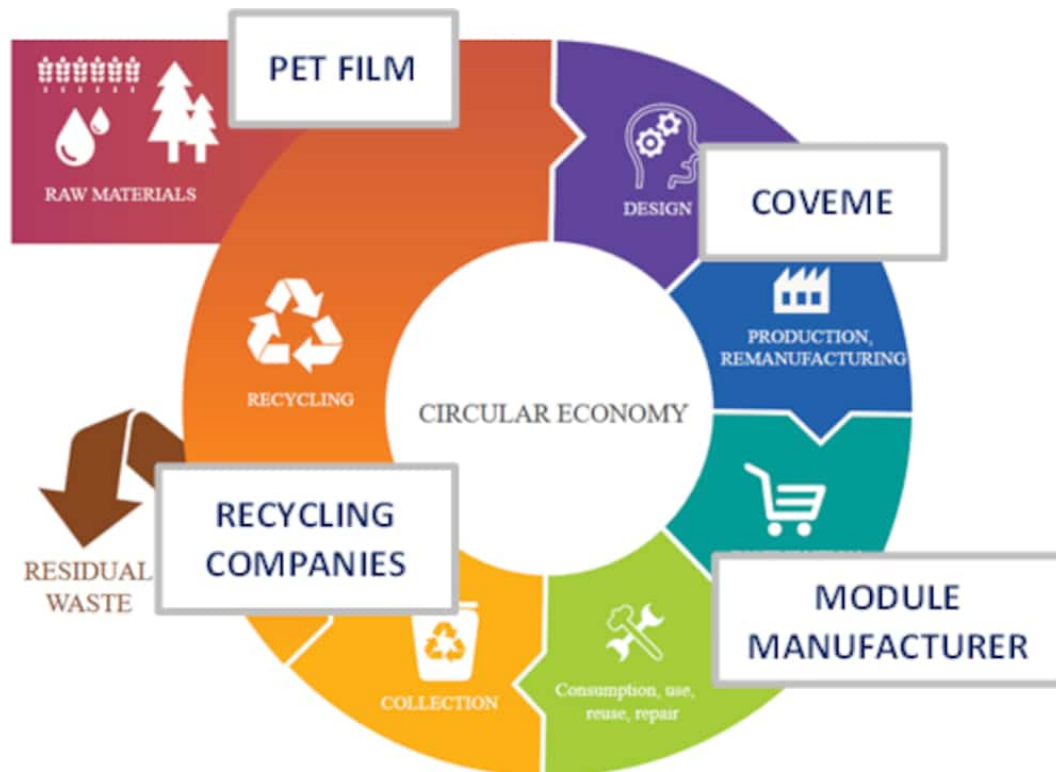 PET FILM
RAW MATERIALS
DESIGN
COVEME
PRODUCTION,
REMANUFACTURING
RECYCLING
CIRCULAR ECONOMY
RECYCLING
COMPANIES
RESIDUAL
WASTE
MODULE
MANUFACTURER
COLLECTION
Consumption, use,
reuse, repair